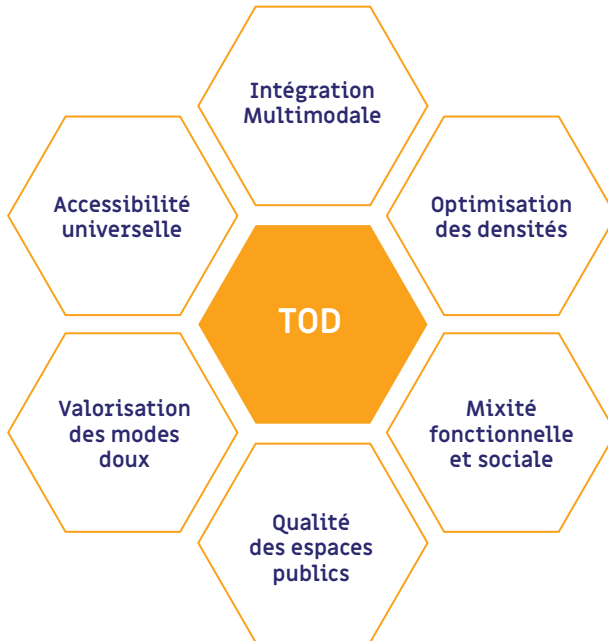 Intégration
Multimodale
Accessibilité
universelle
Optimisation
des densités
TOD
Valorisation
des modes
doux
Mixité
fonctionnelle
et sociale
Qualité
des espaces
publics